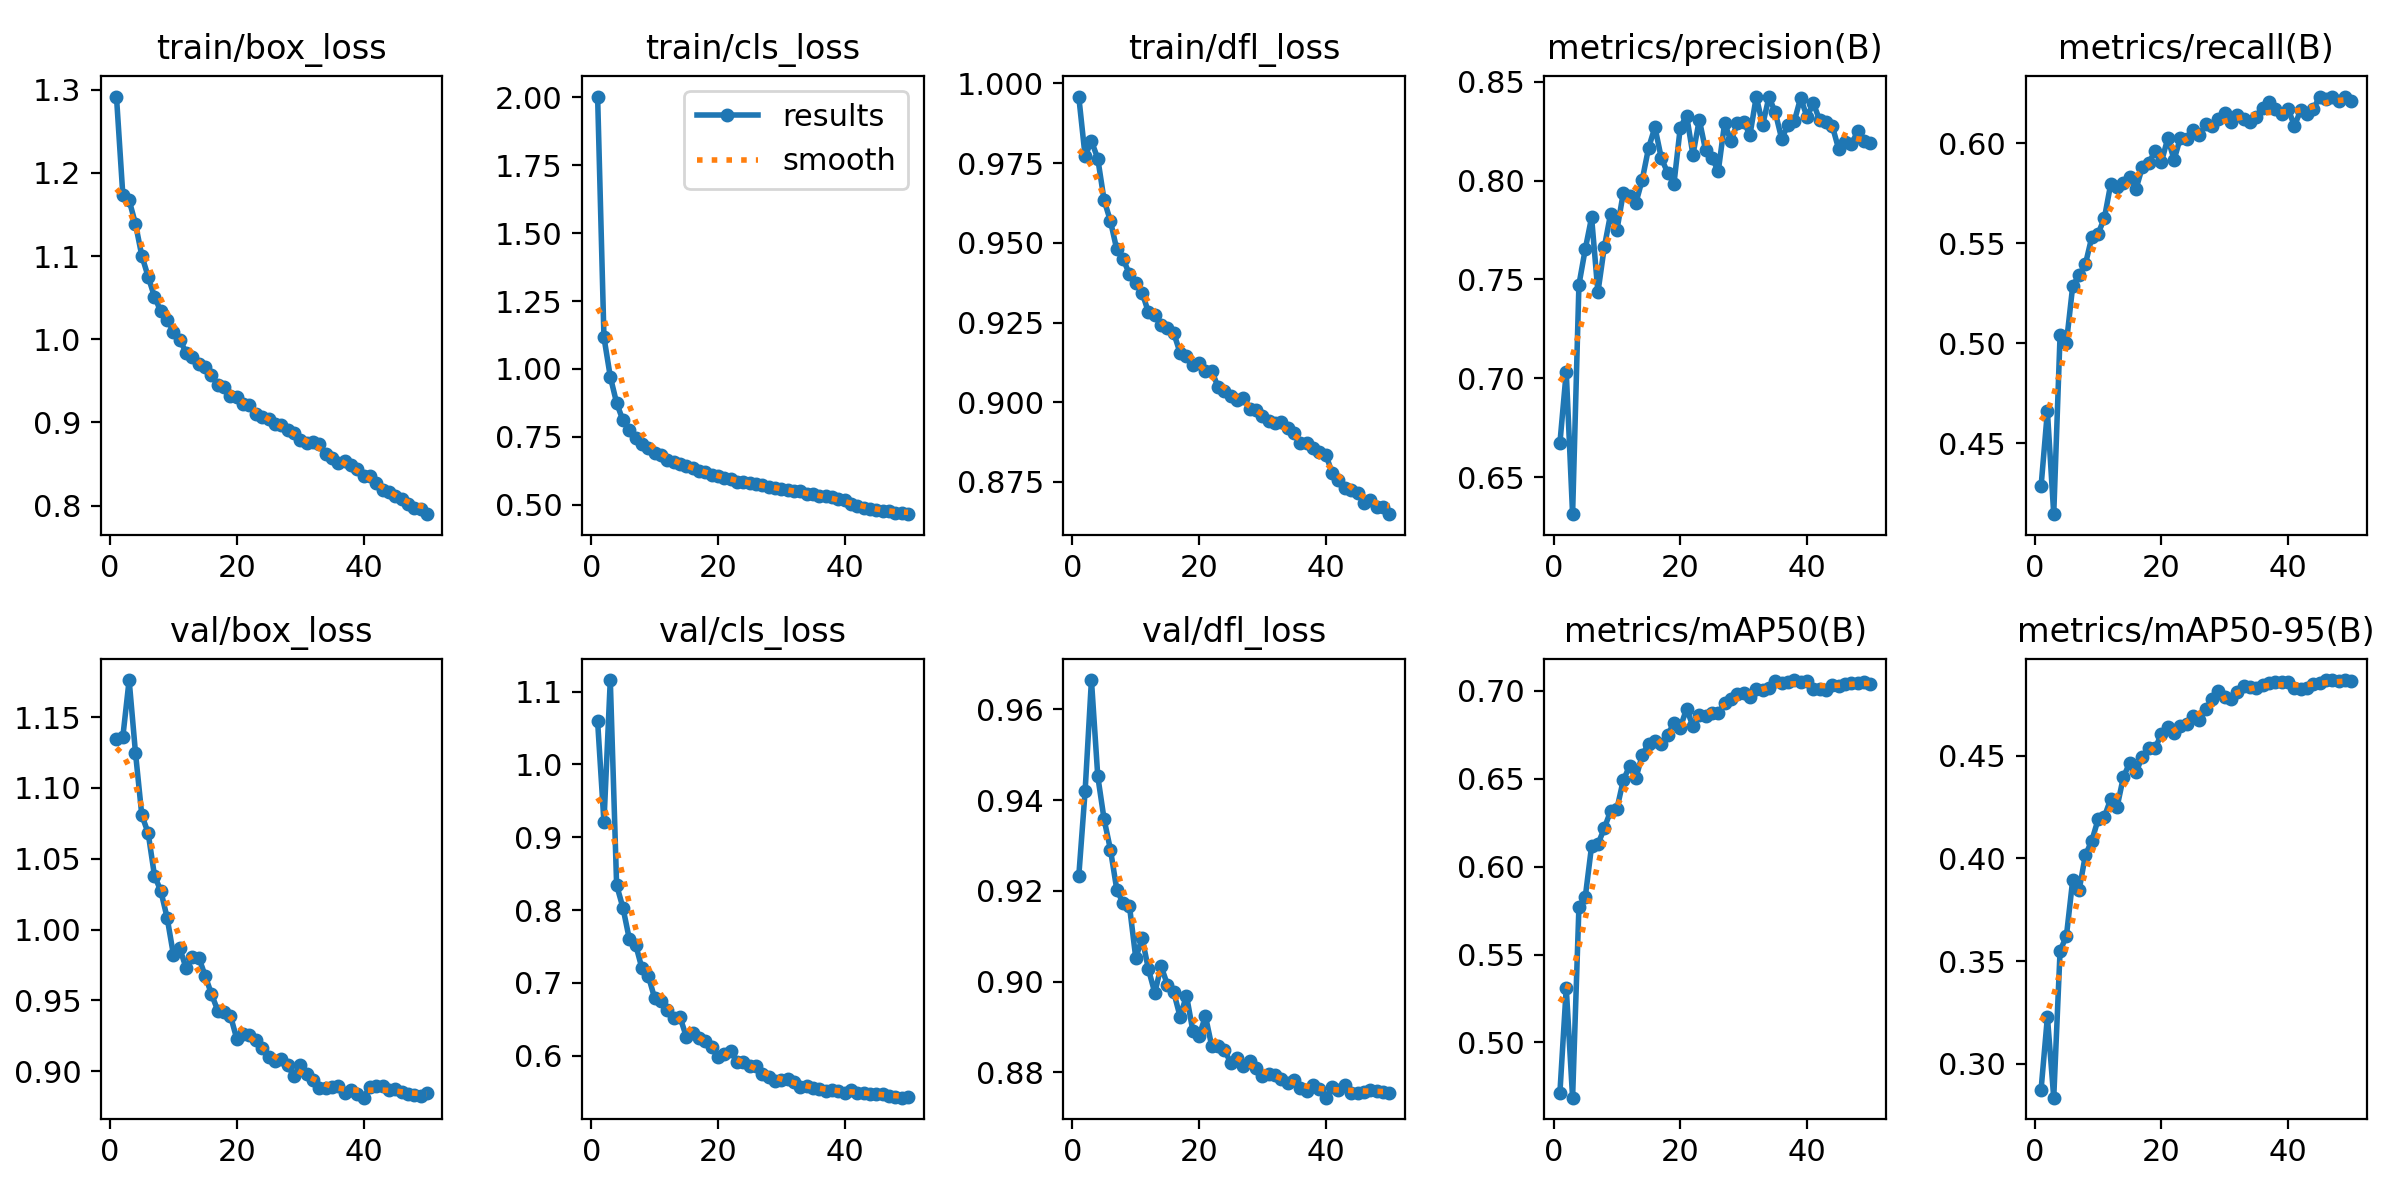 train/box_loss
1.3
1.2
1.1
1.0
0.9
0.8
0 20 40
train/cls_loss
results
smooth
2.00
1.75
1.50
1.25
1.00
0.75
0.50
0 20 40
train/dfl_loss
1.000
0.975
0.950
0.925
0.900
0.875
0 20 40
metrics/precision(B)
0.85
0.80
0.75
0.70
0.65
0 20 40
metrics/recall(B)
0.60
0.55
0.50
0.45
0 20 40
val/box_loss
1.15
1.10
1.05
1.00
0.95
0.90
0 20 40
val/cls_loss
1.1
1.0
0.9
0.8
0.7
0.6
0 20 40
val/dfl_loss
0.96
0.94
0.92
0.90
0.88
0 20 40
metrics/mAP50(B)
0.70
0.65
0.60
0.55
0.50
0 20 40
metrics/mAP50-95(B)
0.45
0.40
0.35
0.30
0 20 40